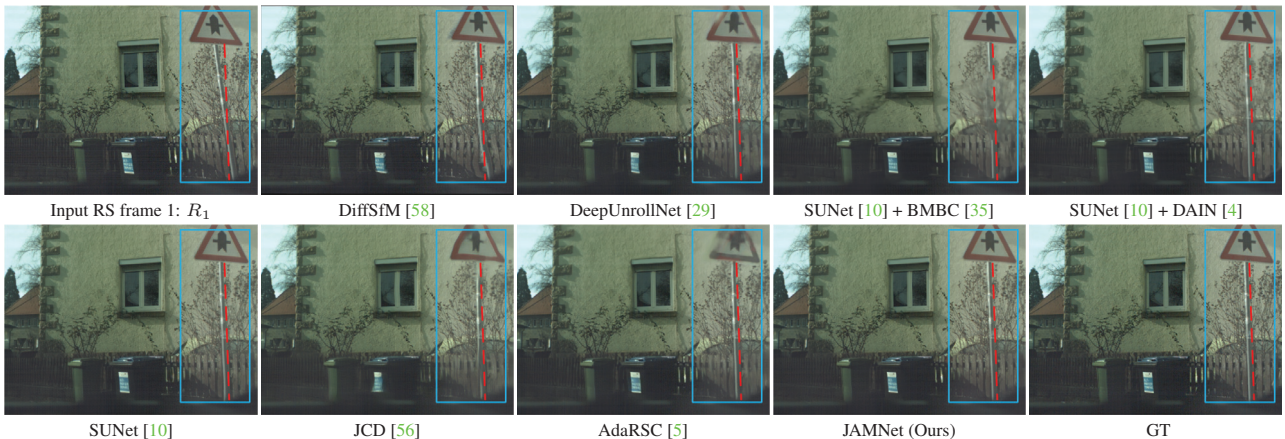 Input RS frame 1: R₁
DiffSfM [58]
DeepUnrollNet [29]
SUNet [10] + BMBC [35]
SUNet [10] + DAIN [4]
SUNet [10]
JCD [56]
AdaRSC [5]
JAMNet (Ours)
GT